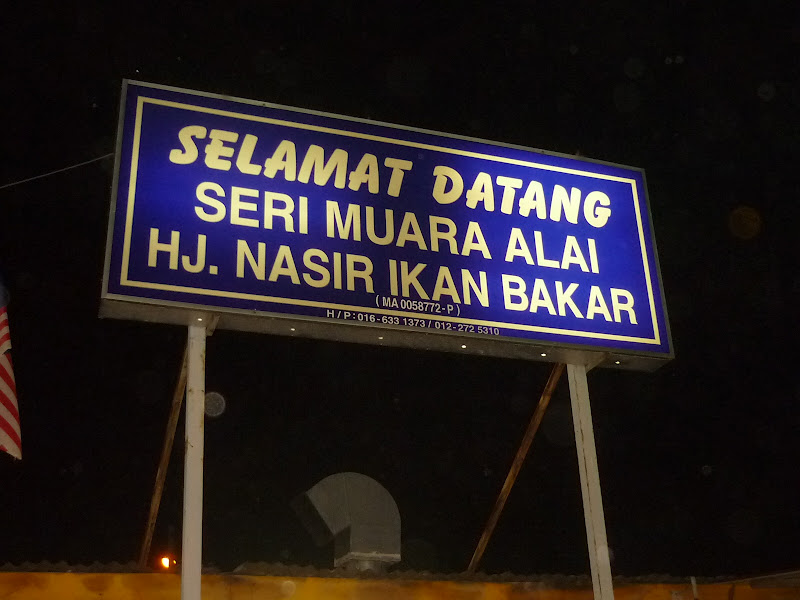 SELAMAT DATANG
SERI MUARA ALAI
HJ. NASIR IKAN BAKAR
( MA 0058772-P )
H / P : 016-633 1373 / 012-272 5310